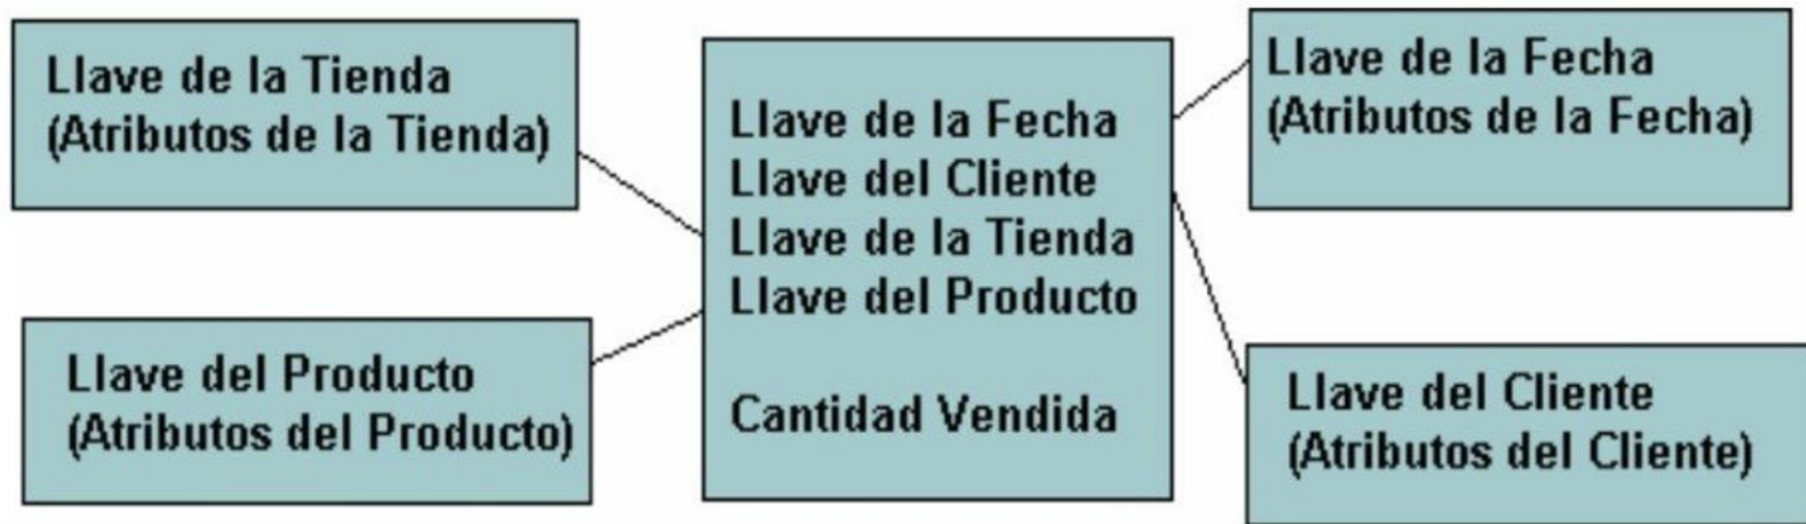 Llave de la Tienda
(Atributos de la Tienda)
Llave del Producto
(Atributos del Producto)
Llave de la Fecha
Llave del Cliente
Llave de la Tienda
Llave del Producto
Cantidad Vendida
Llave de la Fecha
(Atributos de la Fecha)
Llave del Cliente
(Atributos del Cliente)